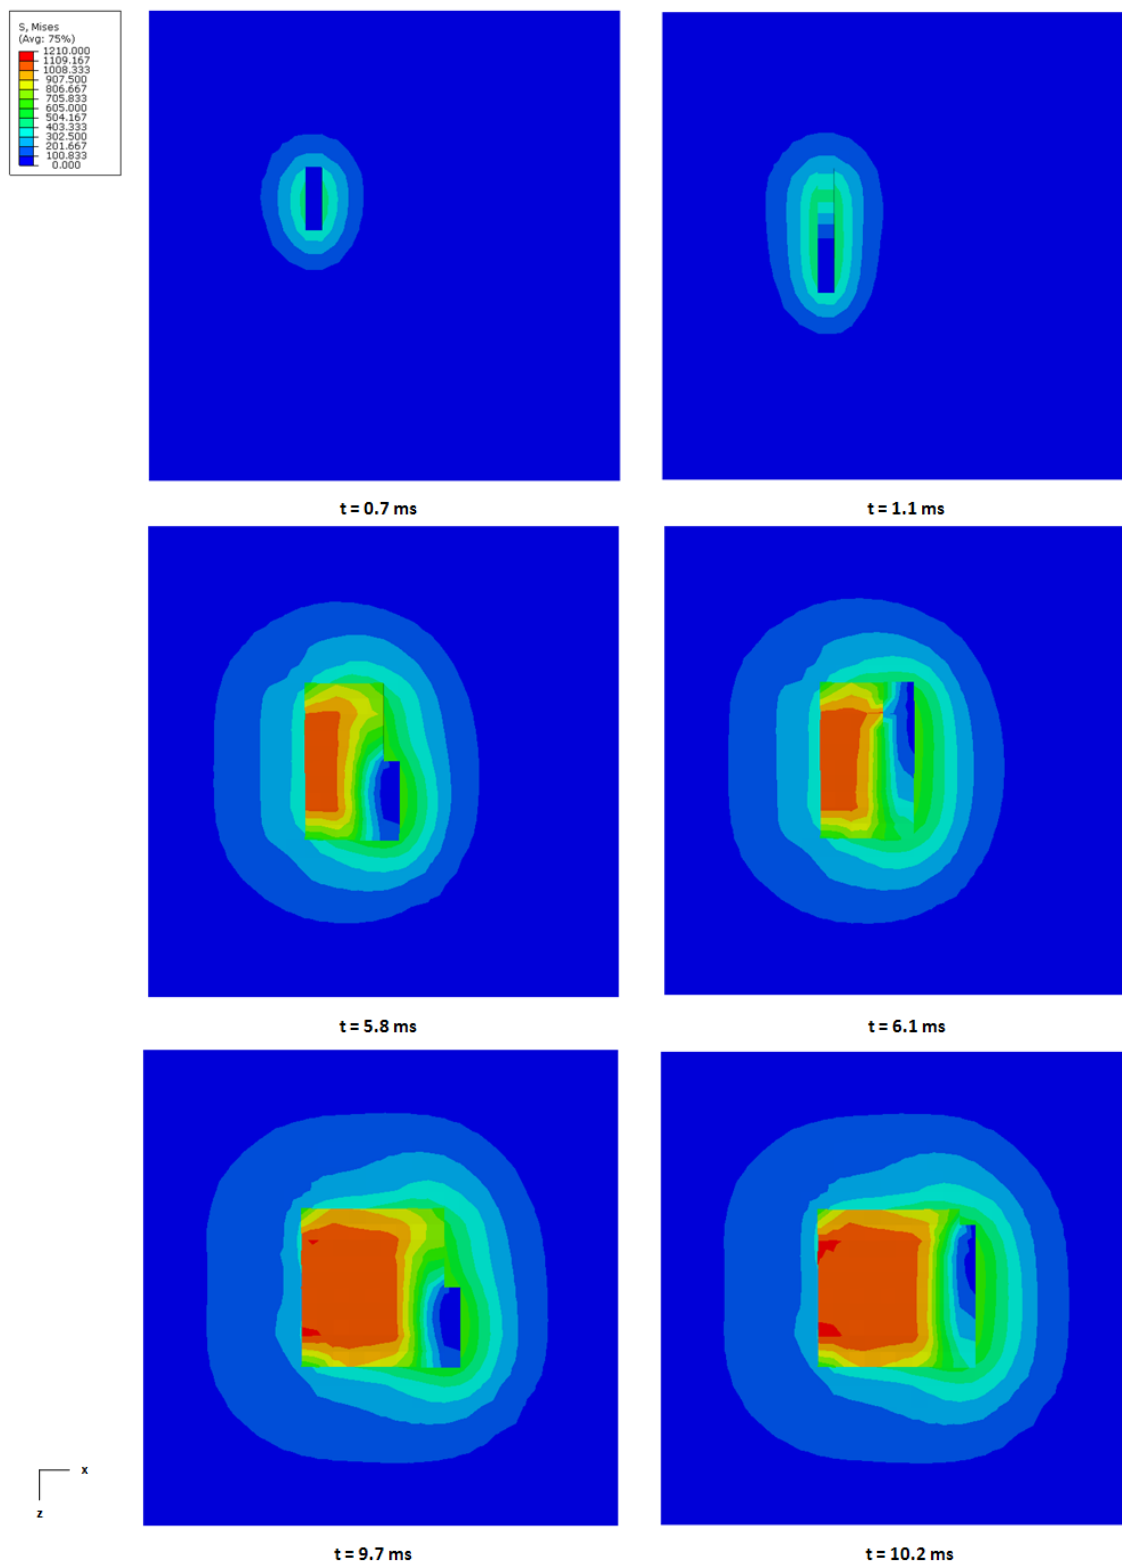 S, Mises
(Avg: 75%)
1210.000
1109.167
1008.333
907.500
806.667
705.833
605.000
504.167
403.333
302.500
201.667
100.833
0.000
t = 0.7 ms
t = 1.1 ms
t = 5.8 ms
t = 6.1 ms
x
z
t = 9.7 ms
t = 10.2 ms